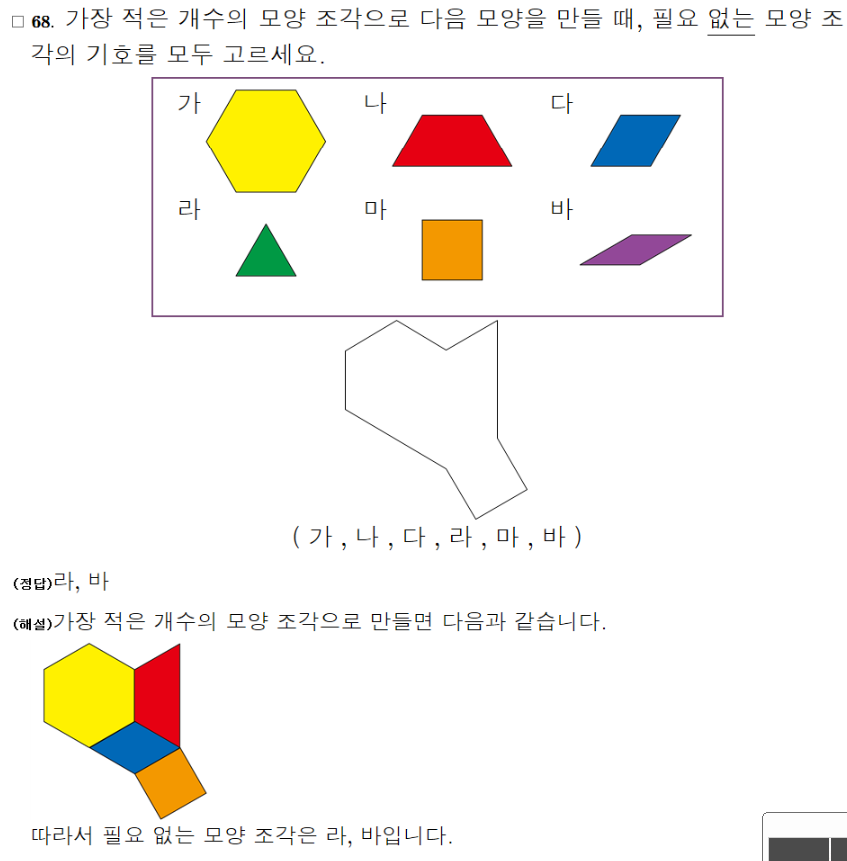 □ 68. 가장 적은 개수의 모양 조각으로 다음 모양을 만들 때, 필요 없는 모양 조
각의 기호를 모두 고르세요.
가 나 다
라 마 바
( 가 , 나 , 다 , 라 , 마 , 바 )
(정답)라, 바
(해설)가장 적은 개수의 모양 조각으로 만들면 다음과 같습니다.
따라서 필요 없는 모양 조각은 라, 바입니다.